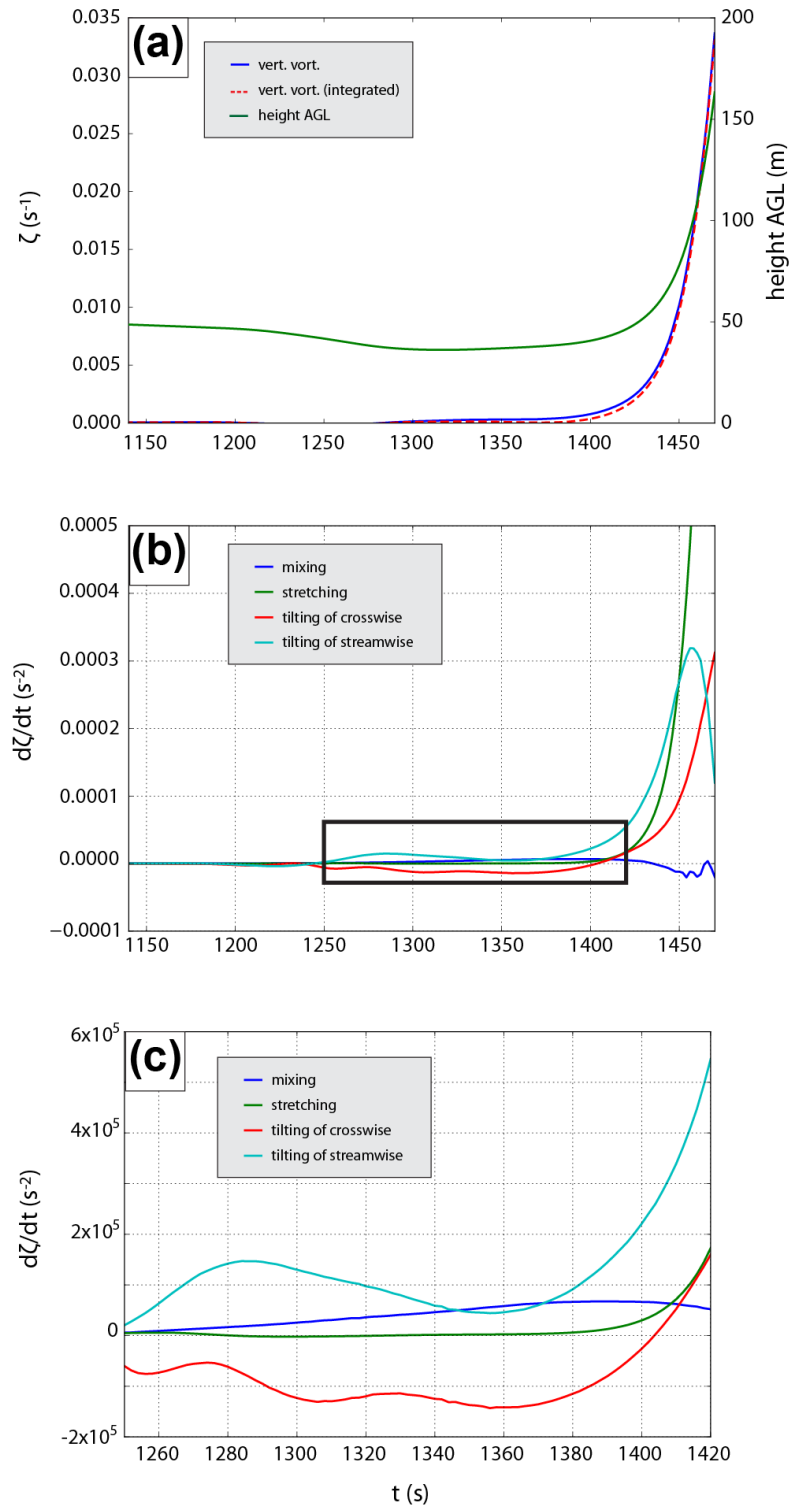 (a)
vert. vort.
vert. vort. (integrated)
height AGL
0.035
0.030
0.025
0.020
0.015
0.010
0.005
0.000
ζ (s-1)
200
150
100
50
0
height AGL (m)
1150 1200 1250 1300 1350 1400 1450
(b)
mixing
stretching
tilting of crosswise
tilting of streamwise
0.0005
0.0004
0.0003
0.0002
0.0001
0.0000
−0.0001
dζ/dt (s-2)
1150 1200 1250 1300 1350 1400 1450
(c)
mixing
stretching
tilting of crosswise
tilting of streamwise
6x10⁵
4x10⁵
2x10⁵
0
-2x10⁵
dζ/dt (s-2)
1260 1280 1300 1320 1340 1360 1380 1400 1420
t (s)